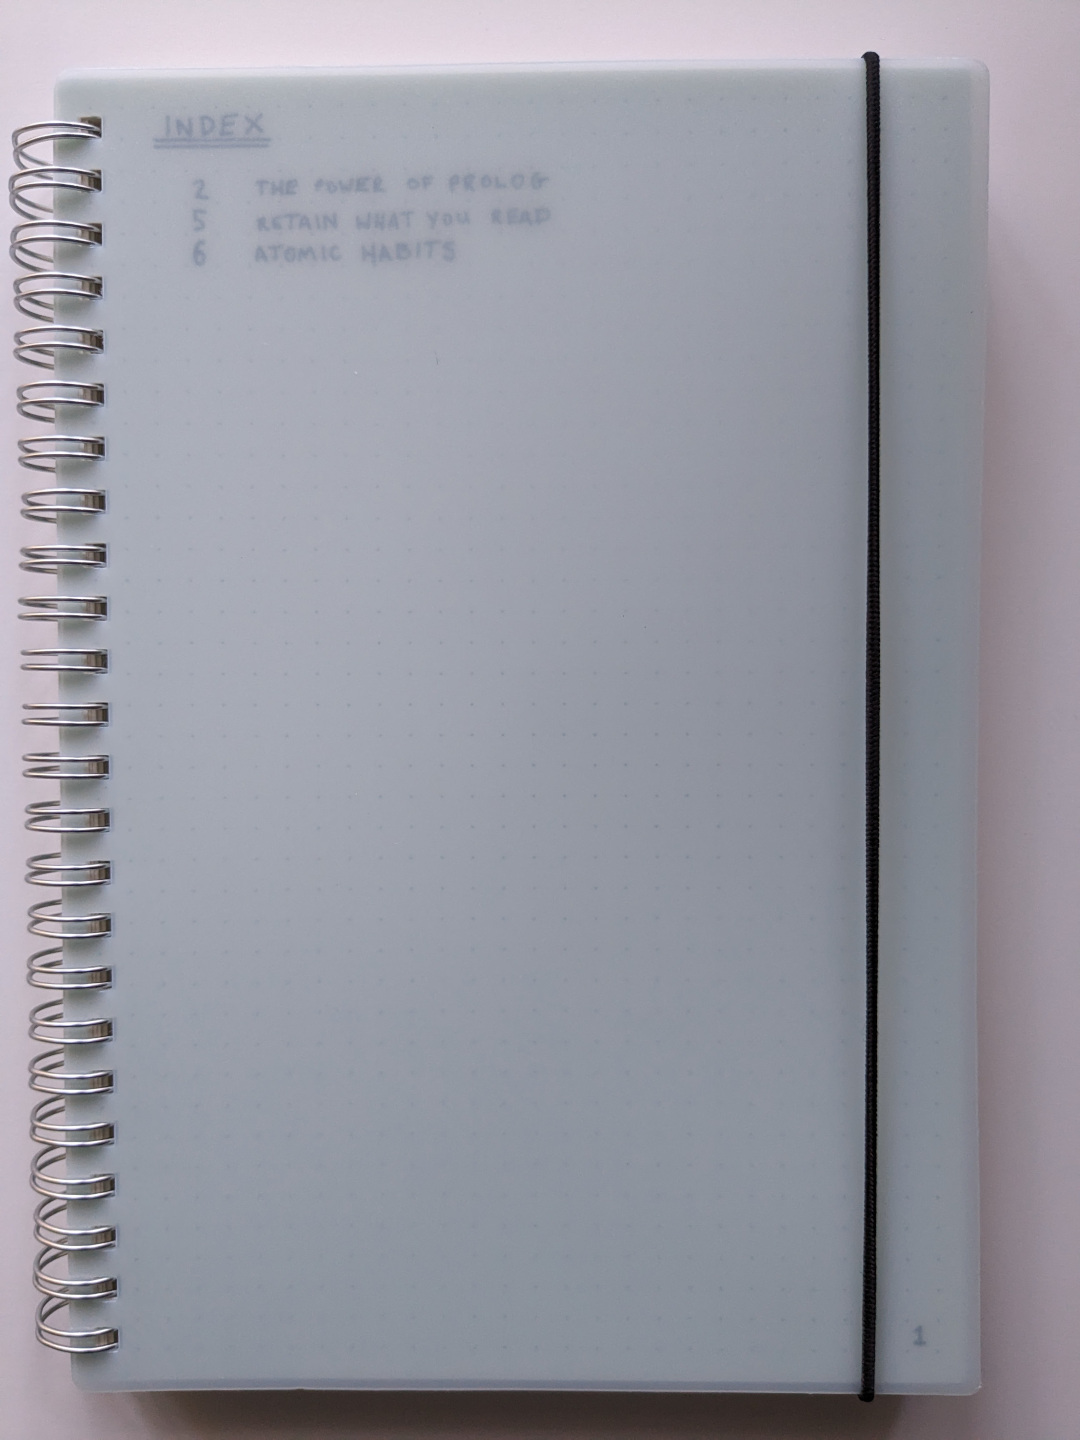 INDEX
2 THE POWER OF PROLOG
5 RETAIN WHAT YOU READ
6 ATOMIC HABITS
1